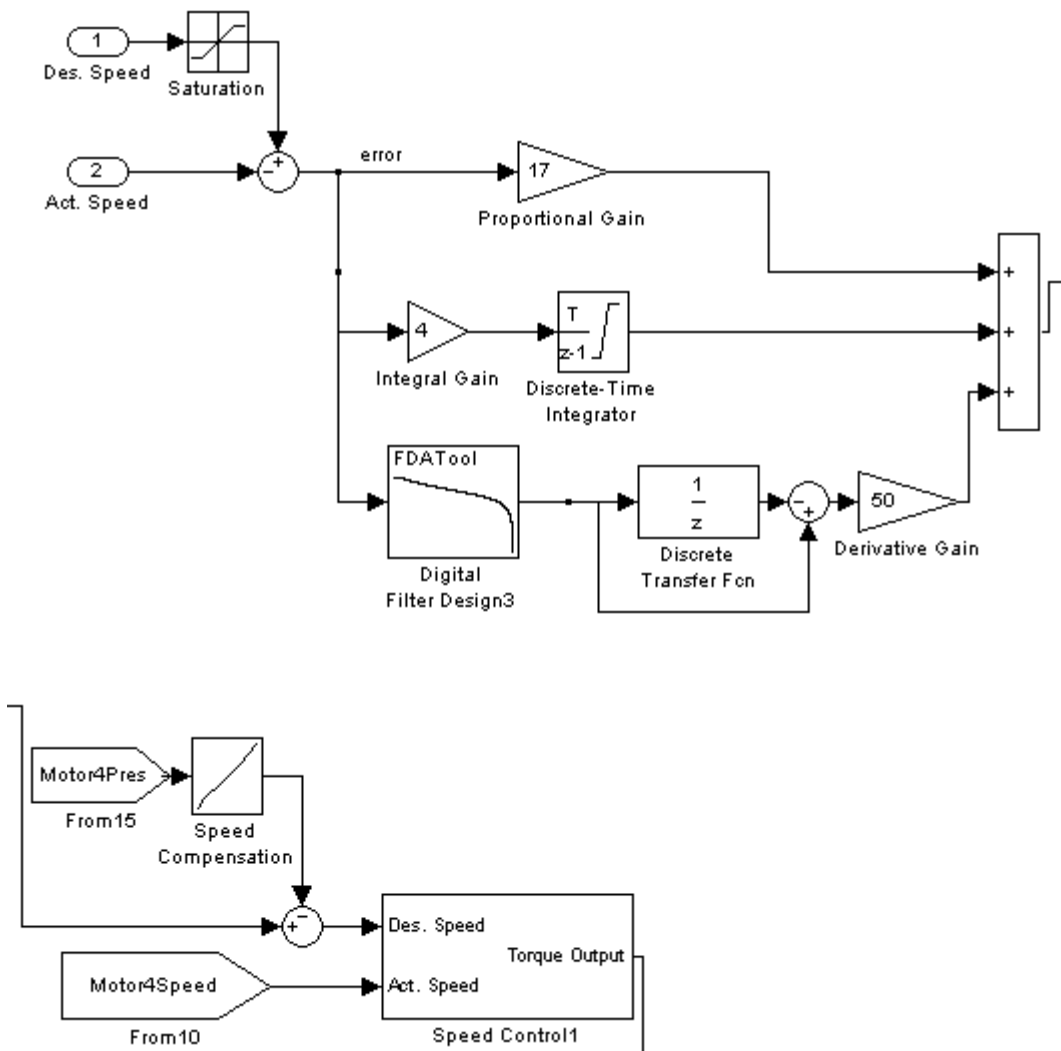 1
Des. Speed
Saturation
2
Act. Speed
- +
error
17
Proportional Gain
+
4
Integral Gain
T
z-1
Discrete-Time
Integrator
+
+
FDATool
Digital
Filter Design3
1
z
Discrete
Transfer Fcn
- +
50
Derivative Gain
Motor4Pres
From15
Speed
Compensation
+ -
Des. Speed
Torque Output
Motor4Speed
Act. Speed
From10
Speed Control1